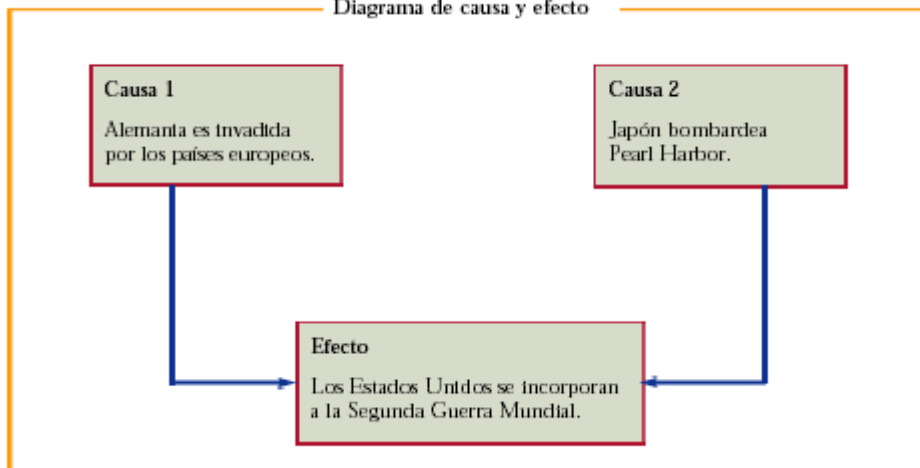 Diagrama de causa y efecto
Causa 1
Alemania es invadida
por los países europeos.
Causa 2
Japón bombardea
Pearl Harbor.
Efecto
Los Estados Unidos se incorporan
a la Segunda Guerra Mundial.